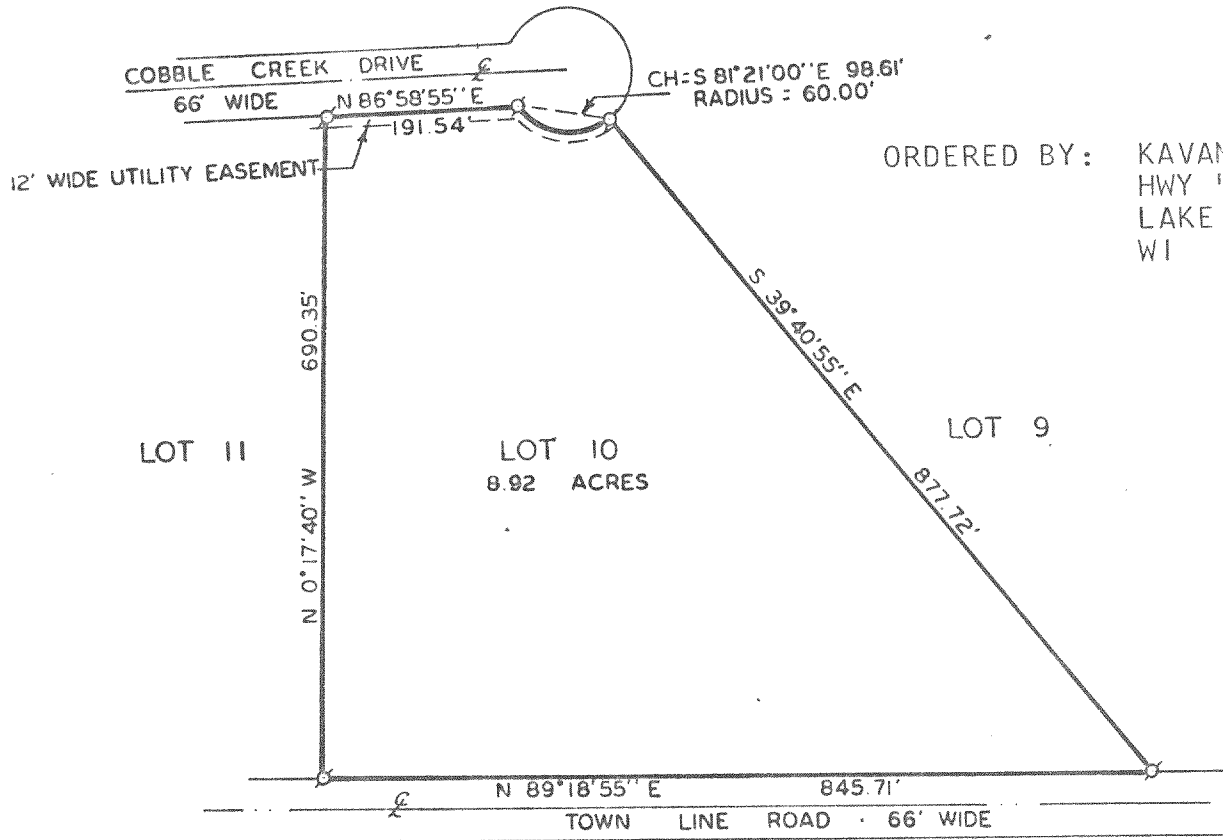 COBBLE CREEK DRIVE ℄
66' WIDE
N 86°58'55'' E
191.54'
CH=S 81°21'00''E 98.61'
RADIUS = 60.00'
12' WIDE UTILITY EASEMENT
ORDERED BY:
HWY
LAKE
WI
690.35'
N 0°17'40'' W
S 39°40'55'' E
877.72'
LOT 11
LOT 10
8.92 ACRES
LOT 9
N 89°18'55'' E 845.71'
℄
TOWN LINE ROAD · 66' WIDE